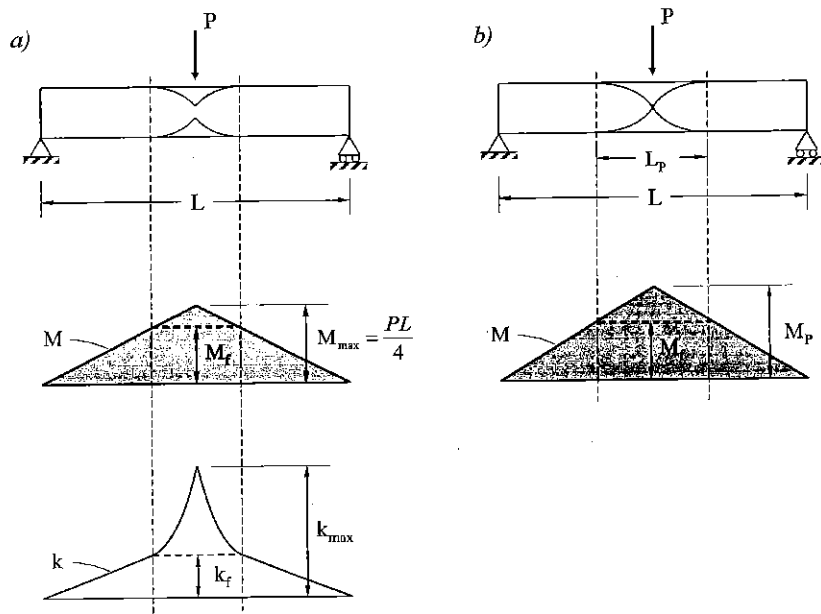 a)
P
L
M
M_f
M_max = PL/4
k
k_f
k_max
b)
P
L_P
L
M
M_f
M_P